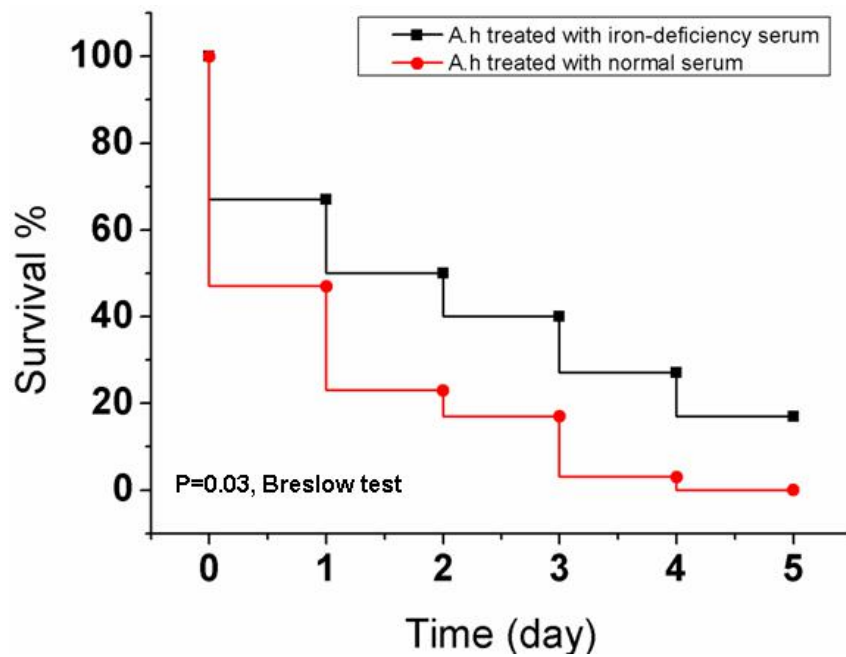 A.h treated with iron-deficiency serum
A.h treated with normal serum
100
80
60
40
20
0
Survival %
P=0.03, Breslow test
0 1 2 3 4 5
Time (day)